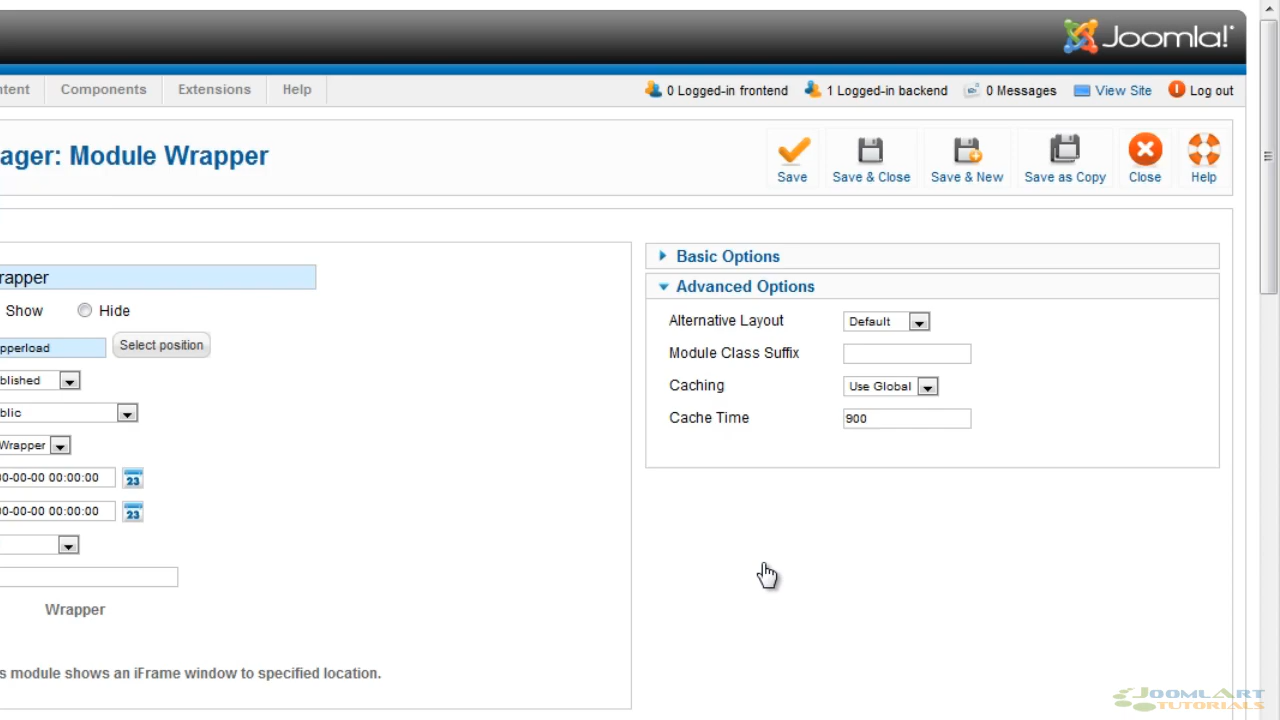 Joomla!
ntent Components Extensions Help 0 Logged-in frontend 1 Logged-in backend 0 Messages View Site Log out
ager: Module Wrapper
Save Save & Close Save & New Save as Copy Close Help
rapper
Show Hide
pperload Select position
blished
blic
Wrapper
00-00-00 00:00:00 23
00-00-00 00:00:00 23
Wrapper
s module shows an iFrame window to specified location.
Basic Options
Advanced Options
Alternative Layout Default
Module Class Suffix
Caching Use Global
Cache Time 900
JOOMLART
TUTORIALS